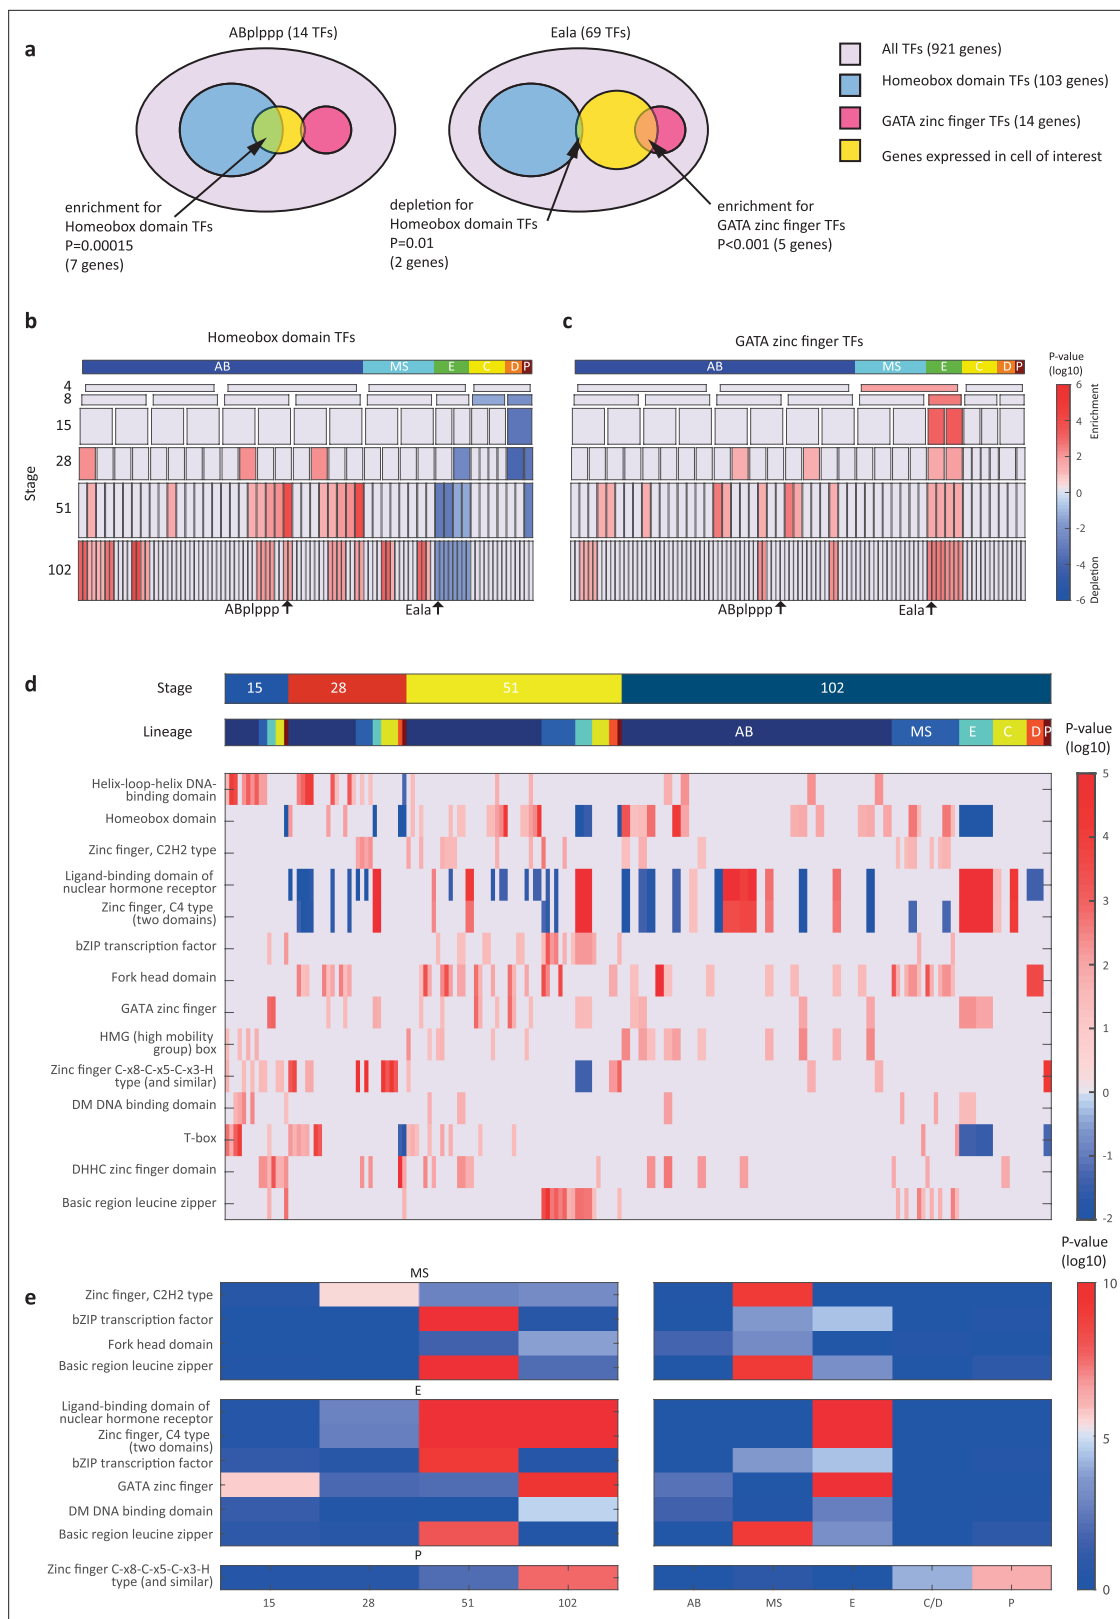 a
ABplppp (14 TFs)
Eala (69 TFs)
All TFs (921 genes)
Homeobox domain TFs (103 genes)
GATA zinc finger TFs (14 genes)
Genes expressed in cell of interest
enrichment for
Homeobox domain TFs
P=0.00015
(7 genes)
depletion for
Homeobox domain TFs
P=0.01
(2 genes)
enrichment for
GATA zinc finger TFs
P<0.001 (5 genes)
b
Homeobox domain TFs
AB MS E C D P
Stage
4
8
15
28
51
102
ABplppp
Eala
c
GATA zinc finger TFs
AB MS E C D P
ABplppp
Eala
P-value
(log10)
6
4
2
0
-2
-4
-6
Enrichment
Depletion
d
Stage
15 28 51 102
Lineage
AB MS E C D P
P-value
(log10)
5
4
3
2
1
0
-1
-2
Helix-loop-helix DNA-
binding domain
Homeobox domain
Zinc finger, C2H2 type
Ligand-binding domain of
nuclear hormone receptor
Zinc finger, C4 type
(two domains)
bZIP transcription factor
Fork head domain
GATA zinc finger
HMG (high mobility
group) box
Zinc finger C-x8-C-x5-C-x3-H
type (and similar)
DM DNA binding domain
T-box
DHHC zinc finger domain
Basic region leucine zipper
e
P-value
(log10)
10
5
0
MS
Zinc finger, C2H2 type
bZIP transcription factor
Fork head domain
Basic region leucine zipper
E
Ligand-binding domain of
nuclear hormone receptor
Zinc finger, C4 type
(two domains)
bZIP transcription factor
GATA zinc finger
DM DNA binding domain
Basic region leucine zipper
P
Zinc finger C-x8-C-x5-C-x3-H
type (and similar)
15 28 51 102
AB MS E C/D P